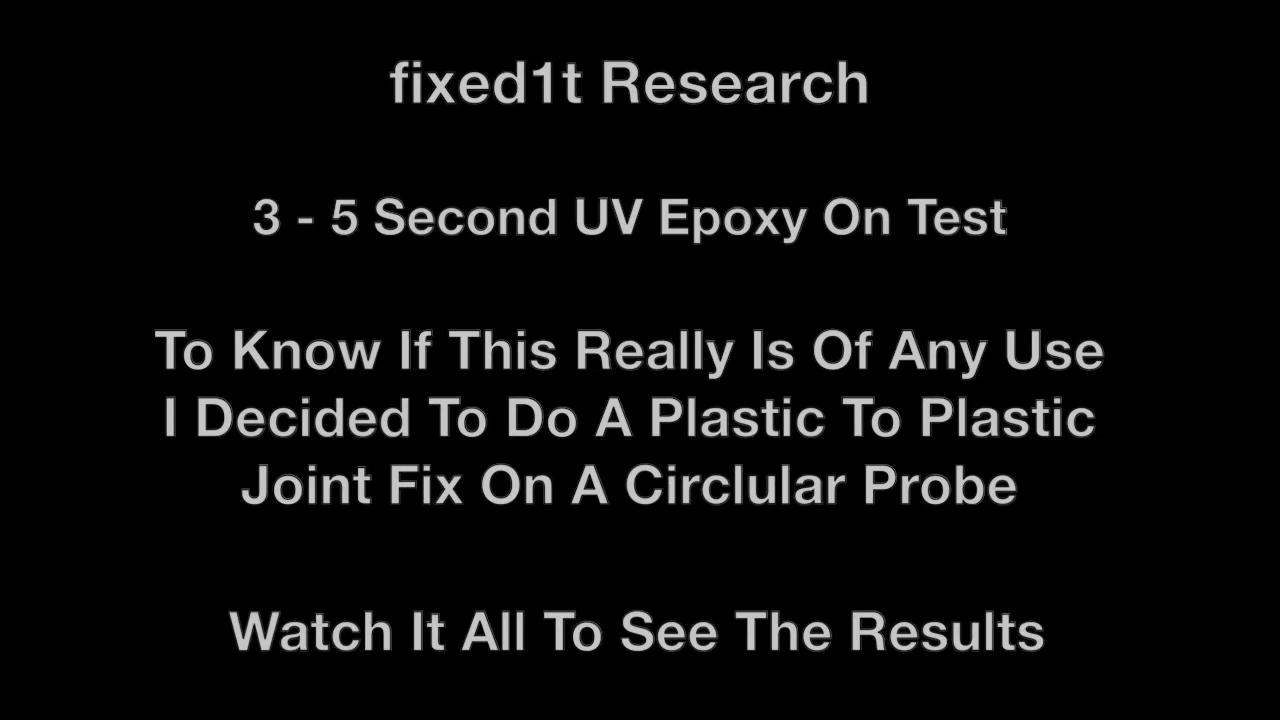 fixed1t Research
3 - 5 Second UV Epoxy On Test
To Know If This Really Is Of Any Use
I Decided To Do A Plastic To Plastic
Joint Fix On A Circlular Probe
Watch It All To See The Results